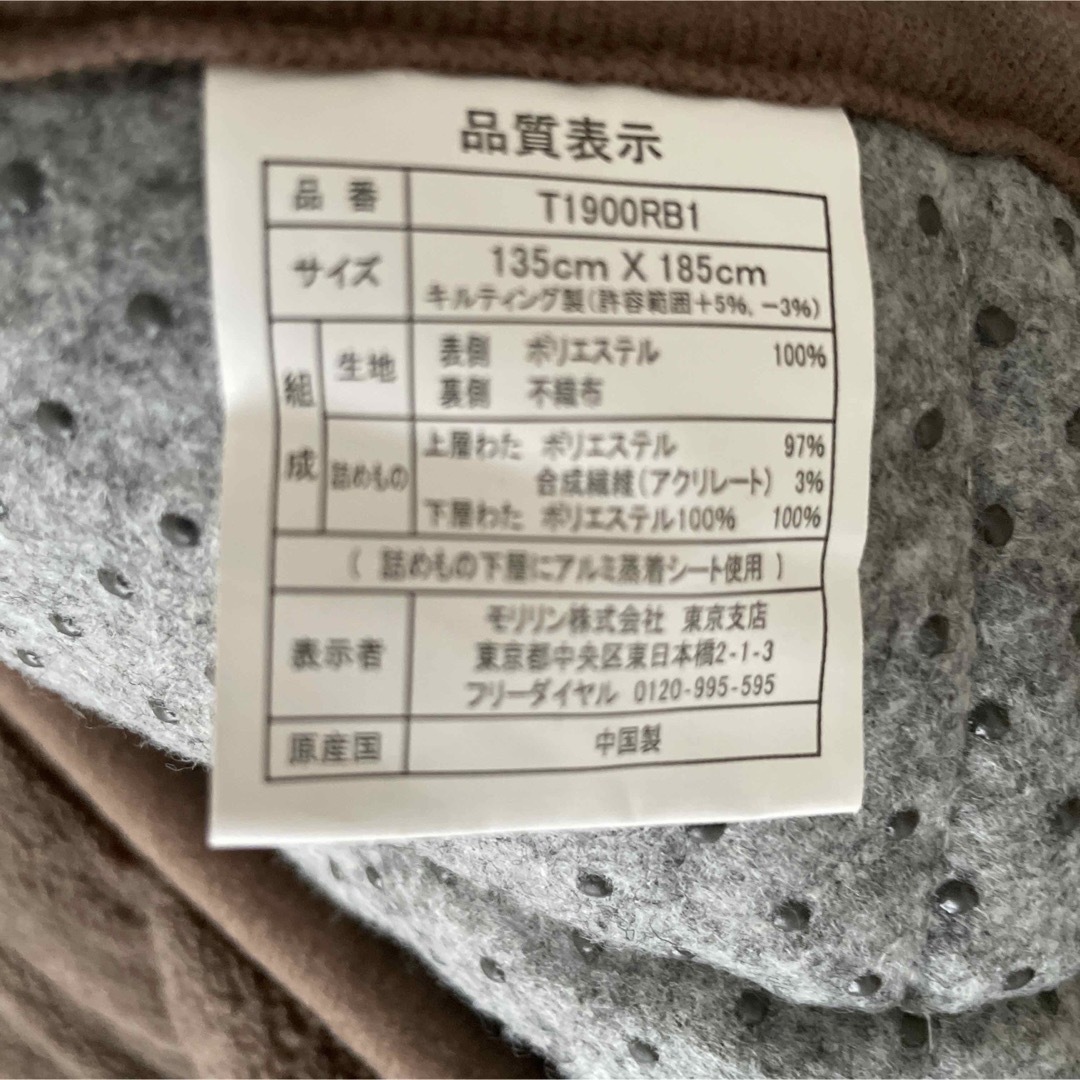 品質表示
品番 T1900RB1
サイズ 135cm X 185cm
キルティング製(許容範囲+5%, -3%)
組成 生地 表側 ポリエステル 100%
裏側 不織布
詰めもの 上層わた ポリエステル 97%
合成繊維(アクリレート) 3%
下層わた ポリエステル100% 100%
( 詰めもの下層にアルミ蒸着シート使用 )
表示者 モリリン株式会社 東京支店
東京都中央区東日本橋2-1-3
フリーダイヤル 0120-995-595
原産国 中国製